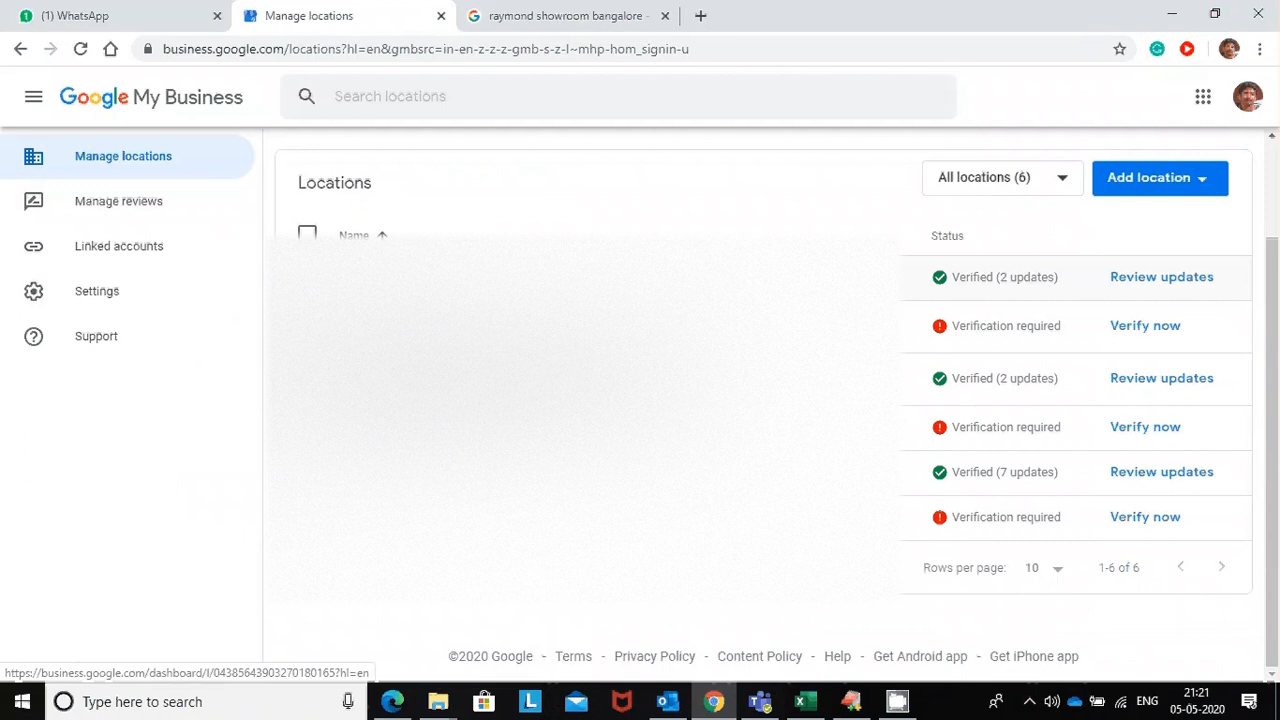 (1) WhatsApp
Manage locations
raymond showroom bangalore -
business.google.com/locations?hl=en&gmbsrc=in-en-z-z-z-gmb-s-z-l~mhp-hom_signin-u
Google My Business
Search locations
Manage locations
Manage reviews
Linked accounts
Settings
Support
Locations
All locations (6)
Add location
Name
Status
Verified (2 updates) Review updates
Verification required Verify now
Verified (2 updates) Review updates
Verification required Verify now
Verified (7 updates) Review updates
Verification required Verify now
Rows per page: 10 1-6 of 6
©2020 Google - Terms - Privacy Policy - Content Policy - Help - Get Android app - Get iPhone app
https://business.google.com/dashboard/l/04385643903270180165?hl=en
Type here to search
ENG
21:21
05-05-2020